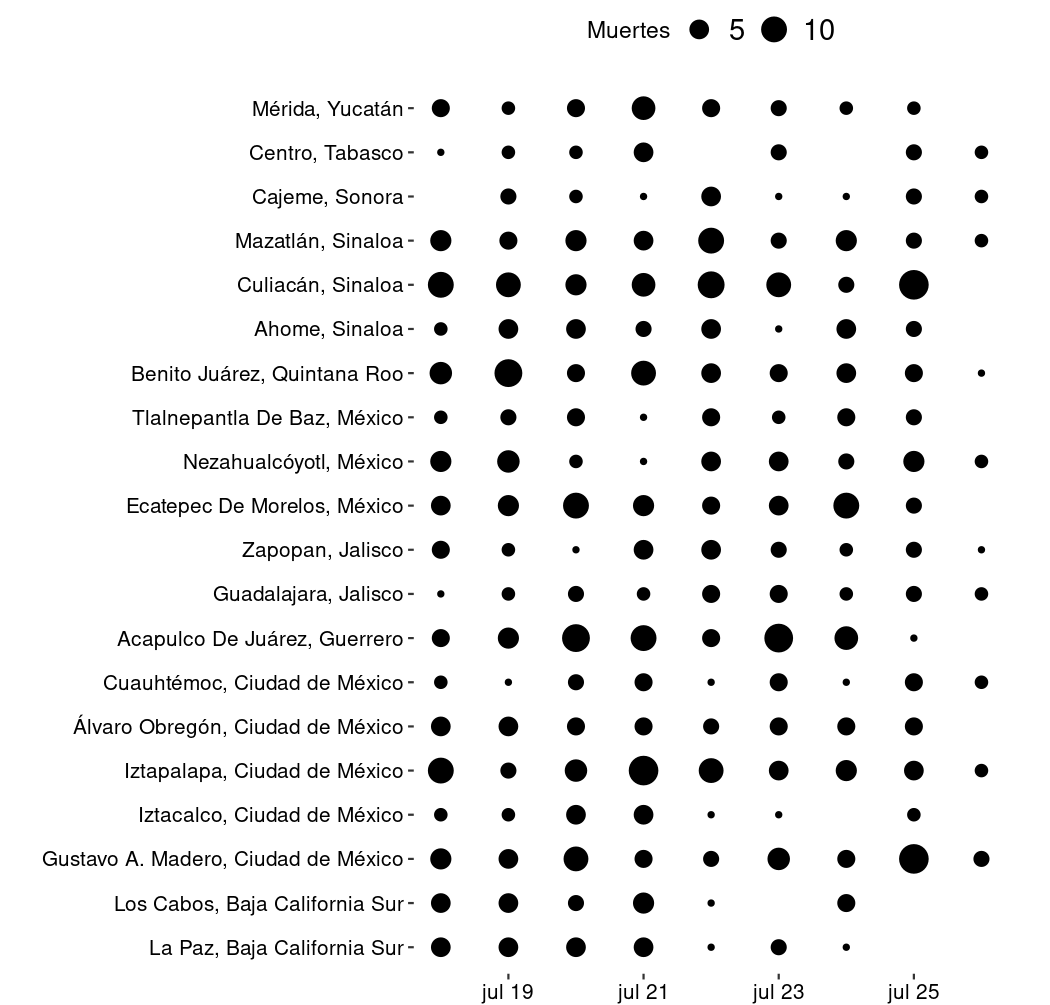 Muertes 5 10
Mérida, Yucatán
Centro, Tabasco
Cajeme, Sonora
Mazatlán, Sinaloa
Culiacán, Sinaloa
Ahome, Sinaloa
Benito Juárez, Quintana Roo
Tlalnepantla De Baz, México
Nezahualcóyotl, México
Ecatepec De Morelos, México
Zapopan, Jalisco
Guadalajara, Jalisco
Acapulco De Juárez, Guerrero
Cuauhtémoc, Ciudad de México
Álvaro Obregón, Ciudad de México
Iztapalapa, Ciudad de México
Iztacalco, Ciudad de México
Gustavo A. Madero, Ciudad de México
Los Cabos, Baja California Sur
La Paz, Baja California Sur
jul 19 jul 21 jul 23 jul 25